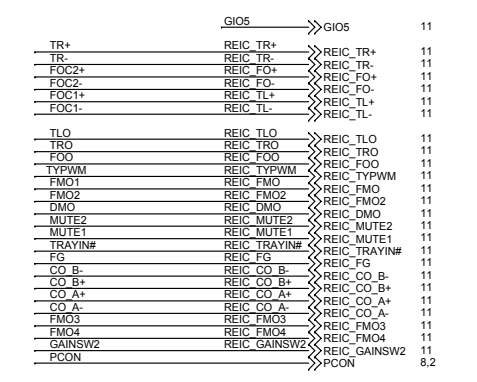 GIO5 GIO5 11
TR+ REIC_TR+ REIC_TR+ 11
TR- REIC_TR- REIC_TR- 11
FOC2+ REIC_FO+ REIC_FO+ 11
FOC2- REIC_FO- REIC_FO- 11
FOC1+ REIC_TL+ REIC_TL+ 11
FOC1- REIC_TL- REIC_TL- 11
TLO REIC_TLO REIC_TLO 11
TRO REIC_TRO REIC_TRO 11
FOO REIC_FOO REIC_FOO 11
TYPWM REIC_TYPWM REIC_TYPWM 11
FMO1 REIC_FMO REIC_FMO 11
FMO2 REIC_FMO2 REIC_FMO2 11
DMO REIC_DMO REIC_DMO 11
MUTE2 REIC_MUTE2 REIC_MUTE2 11
MUTE1 REIC_MUTE1 REIC_MUTE1 11
TRAYIN# REIC_TRAYIN# REIC_TRAYIN# 11
FG REIC_FG REIC_FG 11
CO_B- REIC_CO_B- REIC_CO_B- 11
CO_B+ REIC_CO_B+ REIC_CO_B+ 11
CO_A+ REIC_CO_A+ REIC_CO_A+ 11
CO_A- REIC_CO_A- REIC_CO_A- 11
FMO3 REIC_FMO3 REIC_FMO3 11
FMO4 REIC_FMO4 REIC_FMO4 11
GAINSW2 REIC_GAINSW2 REIC_GAINSW2 11
PCON PCON 8,2